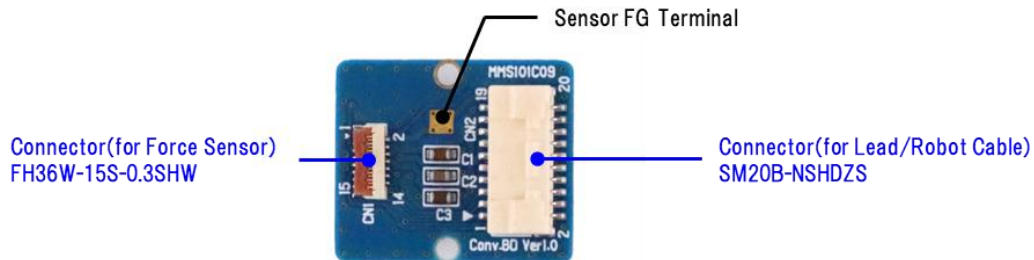 Sensor FG Terminal
MMS101C09
19
20
CN2
1
2
Connector(for Force Sensor)
FH36W-15S-0.3SHW
C1
C2
Connector(for Lead/Robot Cable)
SM20B-NSHDZS
15
CN1
14
C3
1
2
Conv.BD Ver1.0